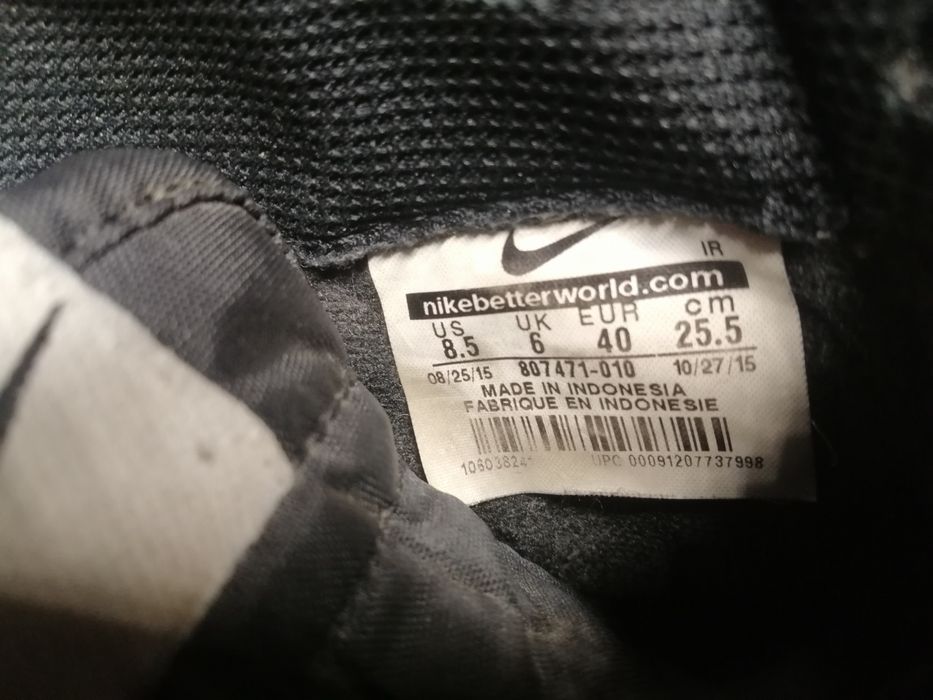 IR
nikebetterworld.com
US UK EUR cm
8.5 6 40 25.5
08/25/15 807471-010 10/27/15
MADE IN INDONESIA
FABRIQUE EN INDONESIE
UPC 00091207737998